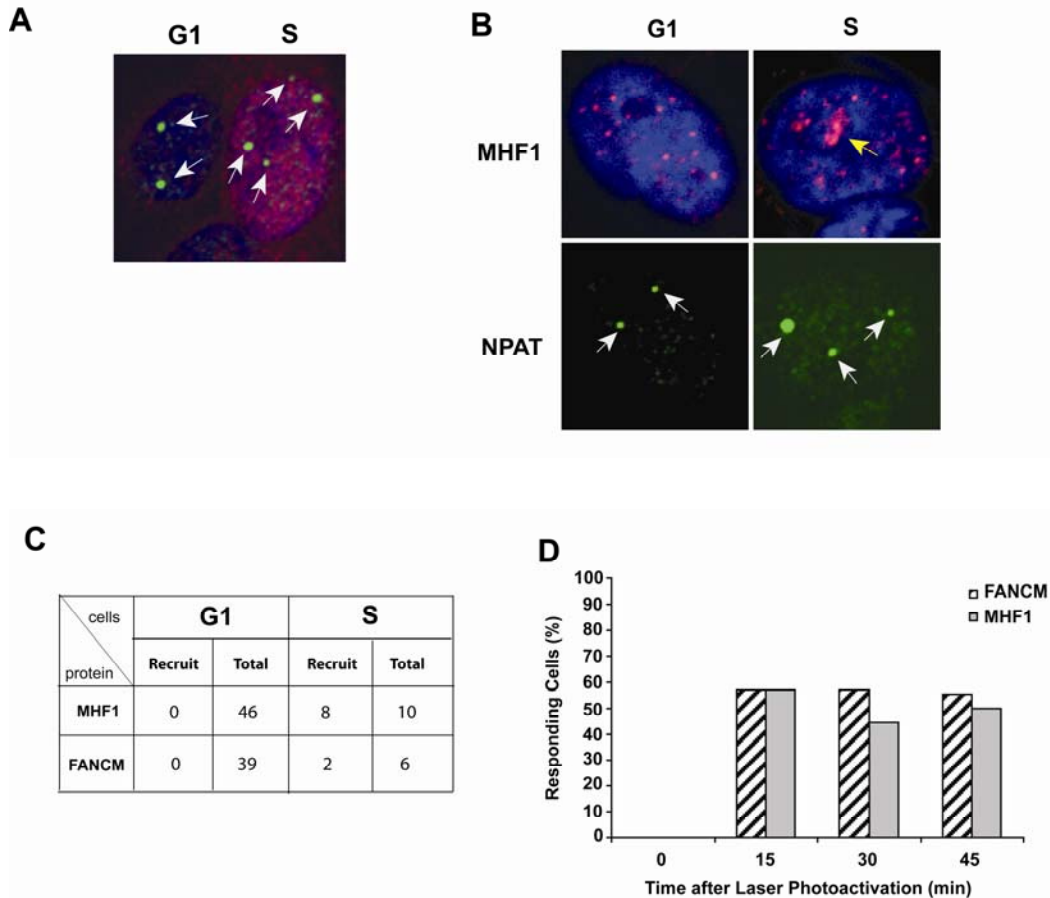 A
G1 S
B
G1 S
MHF1
NPAT
C
cells
protein
G1 S
Recruit Total Recruit Total
MHF1 0 46 8 10
FANCM 0 39 2 6
D
100
90
80
70
60
50
40
30
20
10
0
Responding Cells (%)
FANCM
MHF1
0 15 30 45
Time after Laser Photoactivation (min)